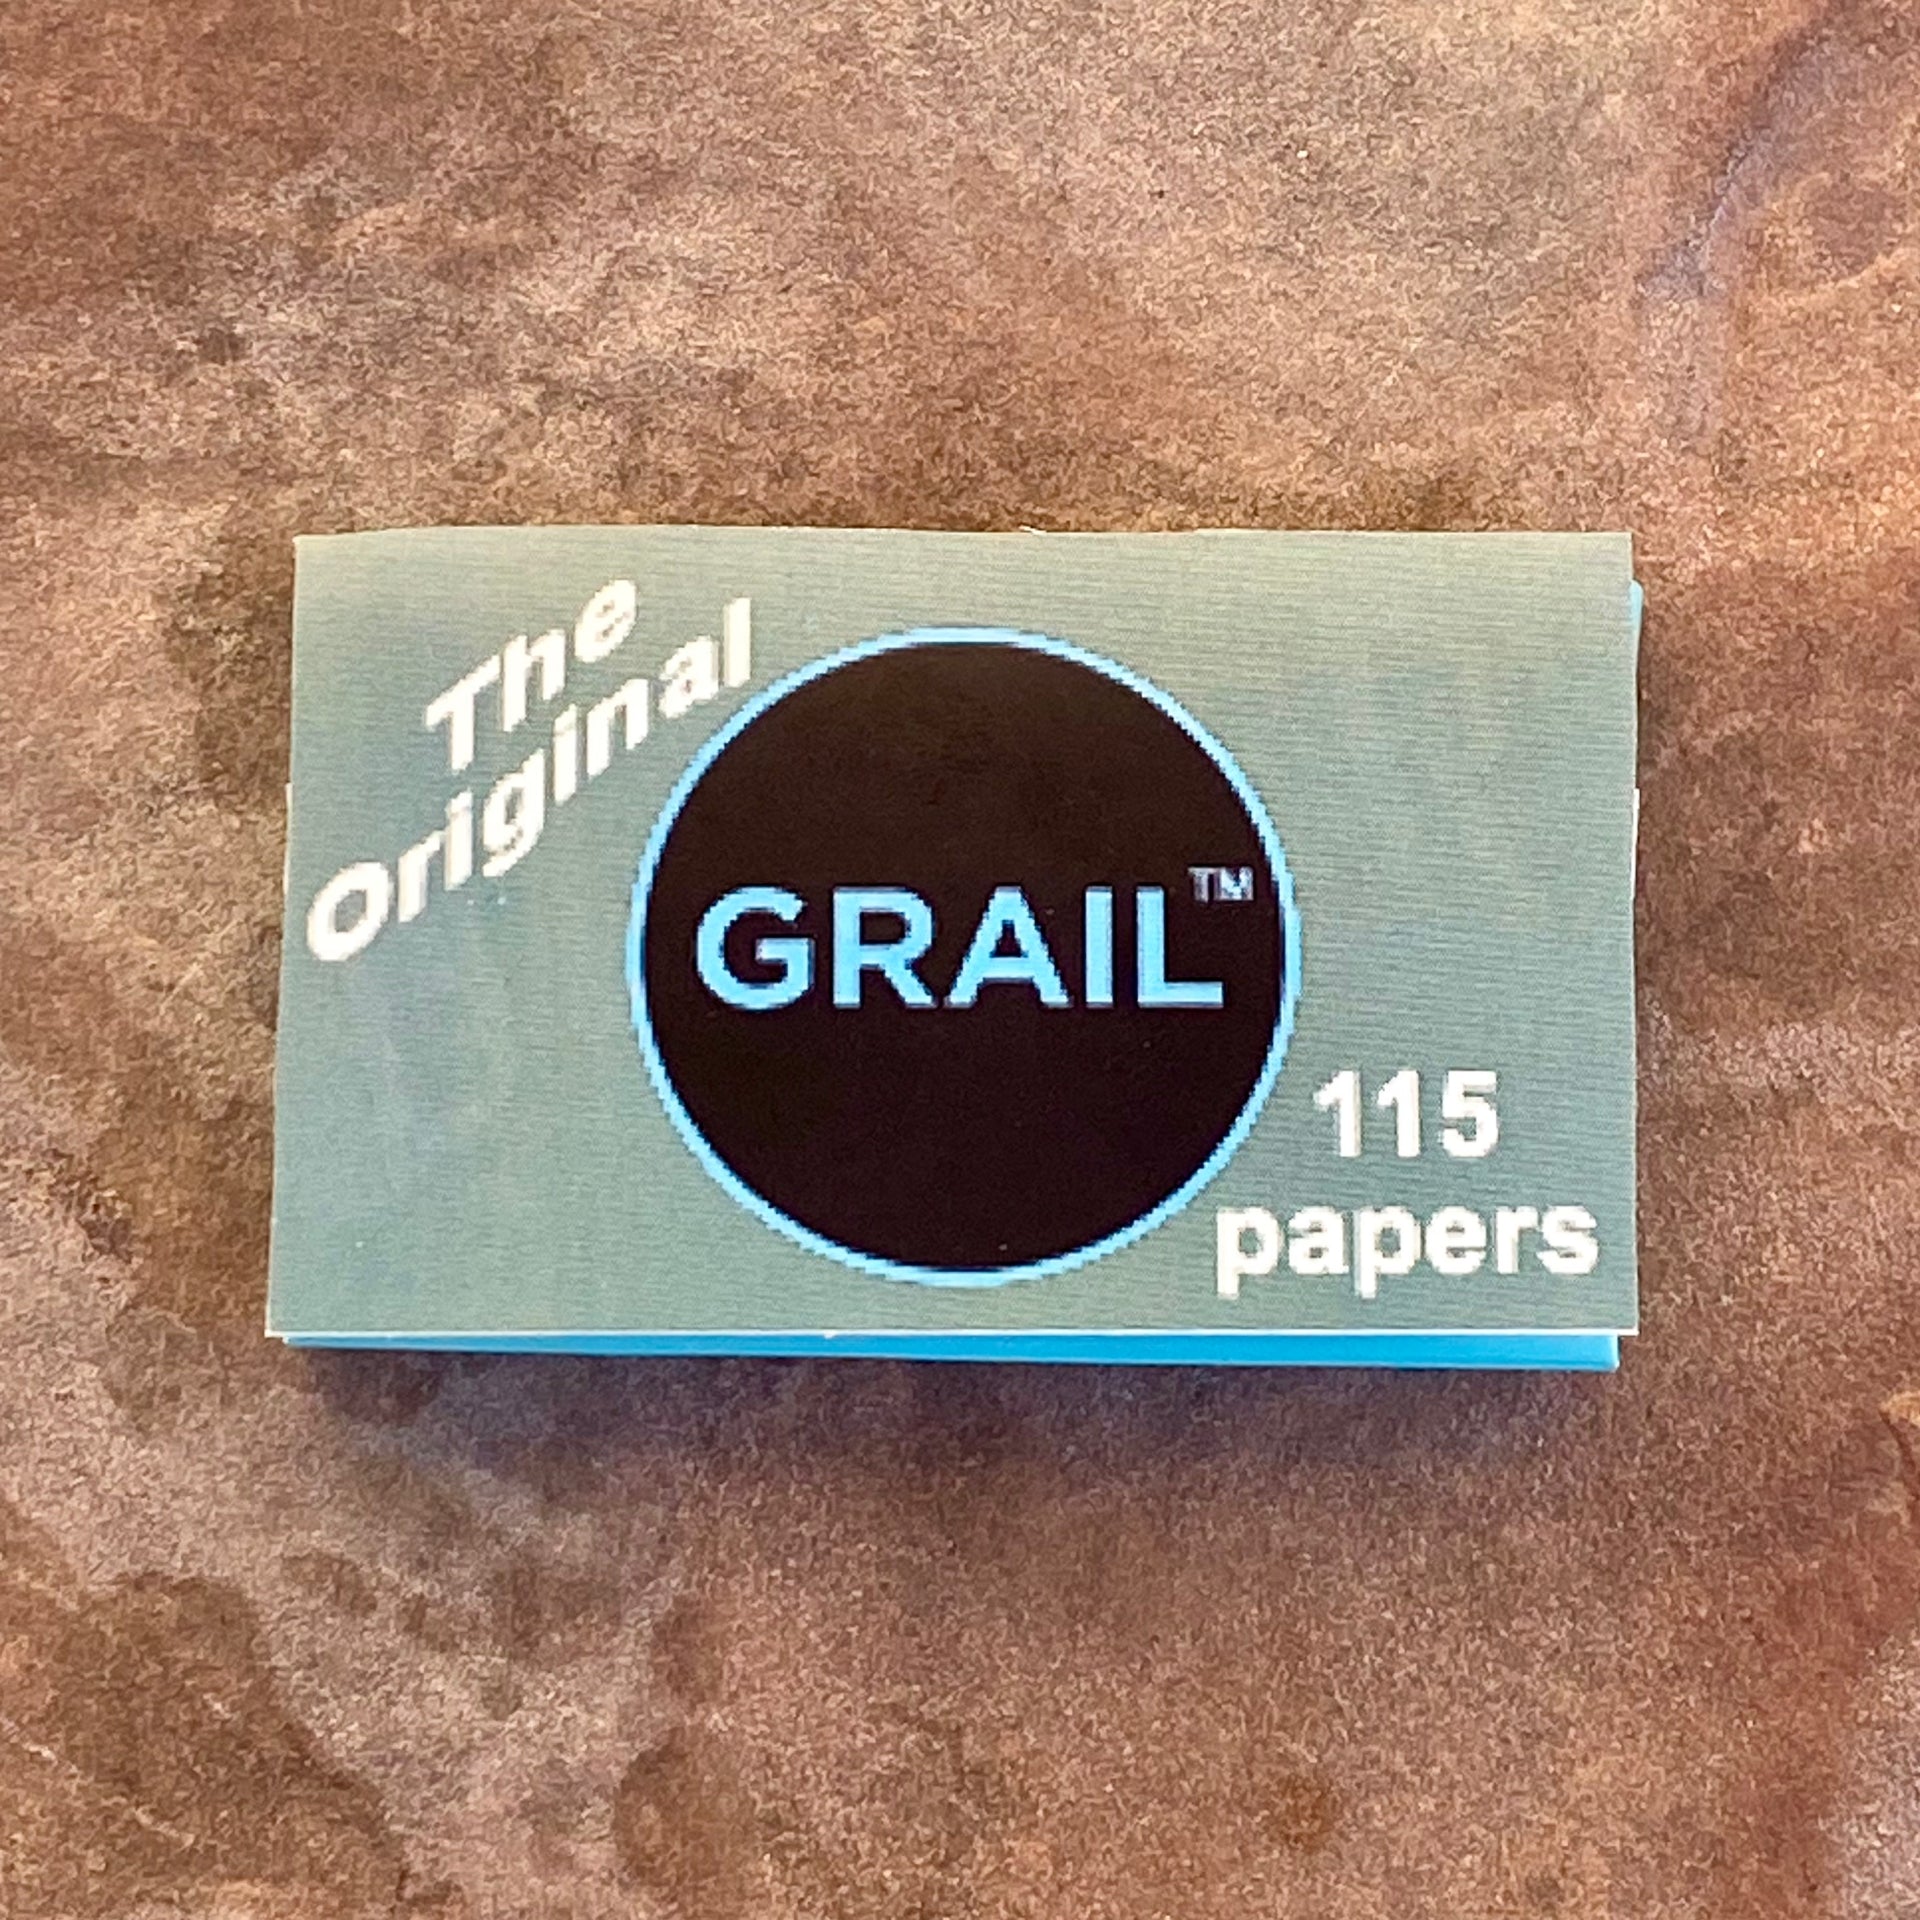 The
Original
GRAIL™
115
papers